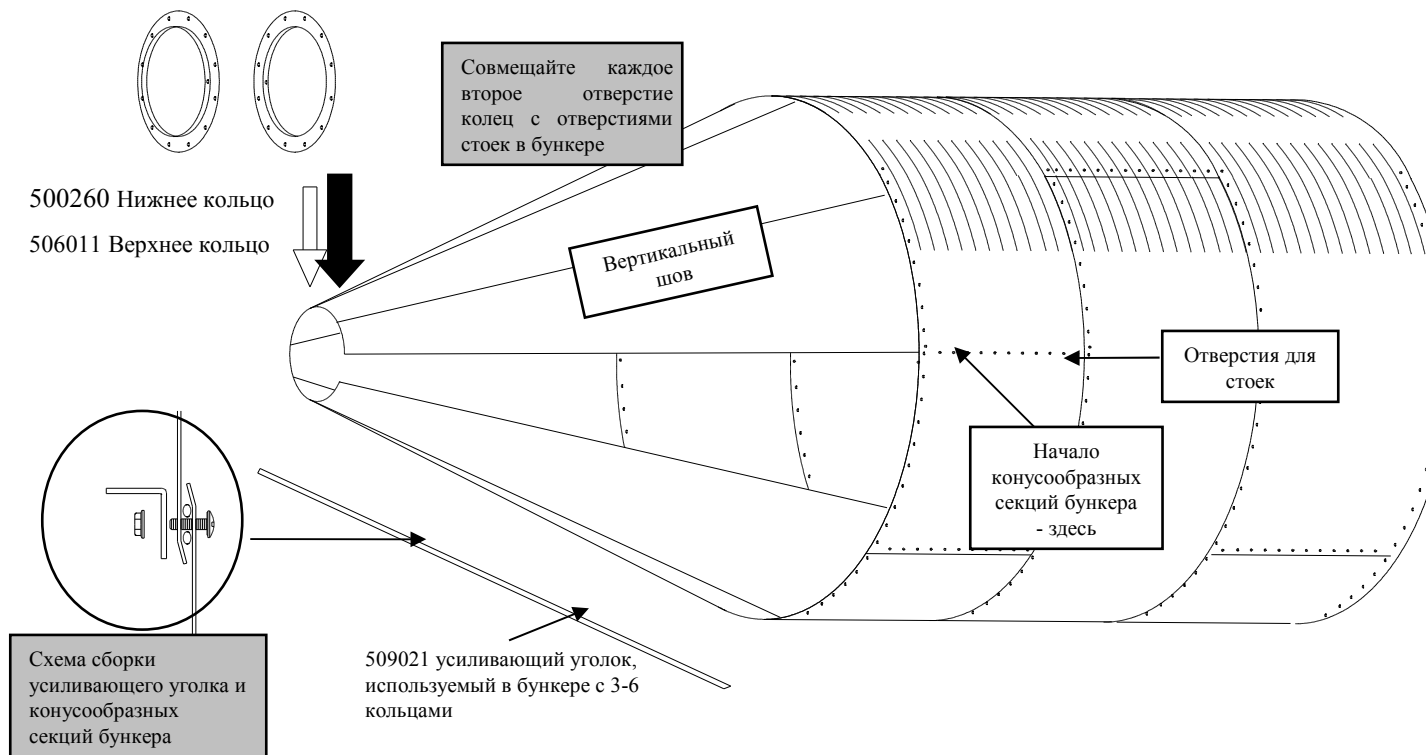 Совмещайте каждое
второе отверстие
колец с отверстиями
стоек в бункере
500260 Нижнее кольцо
506011 Верхнее кольцо
Вертикальный
шов
Отверстия для
стоек
Начало
конусообразных
секций бункера
- здесь
Схема сборки
усиливающего уголка и
конусообразных
секций бункера
509021 усиливающий уголок,
используемый в бункере с 3-6
кольцами